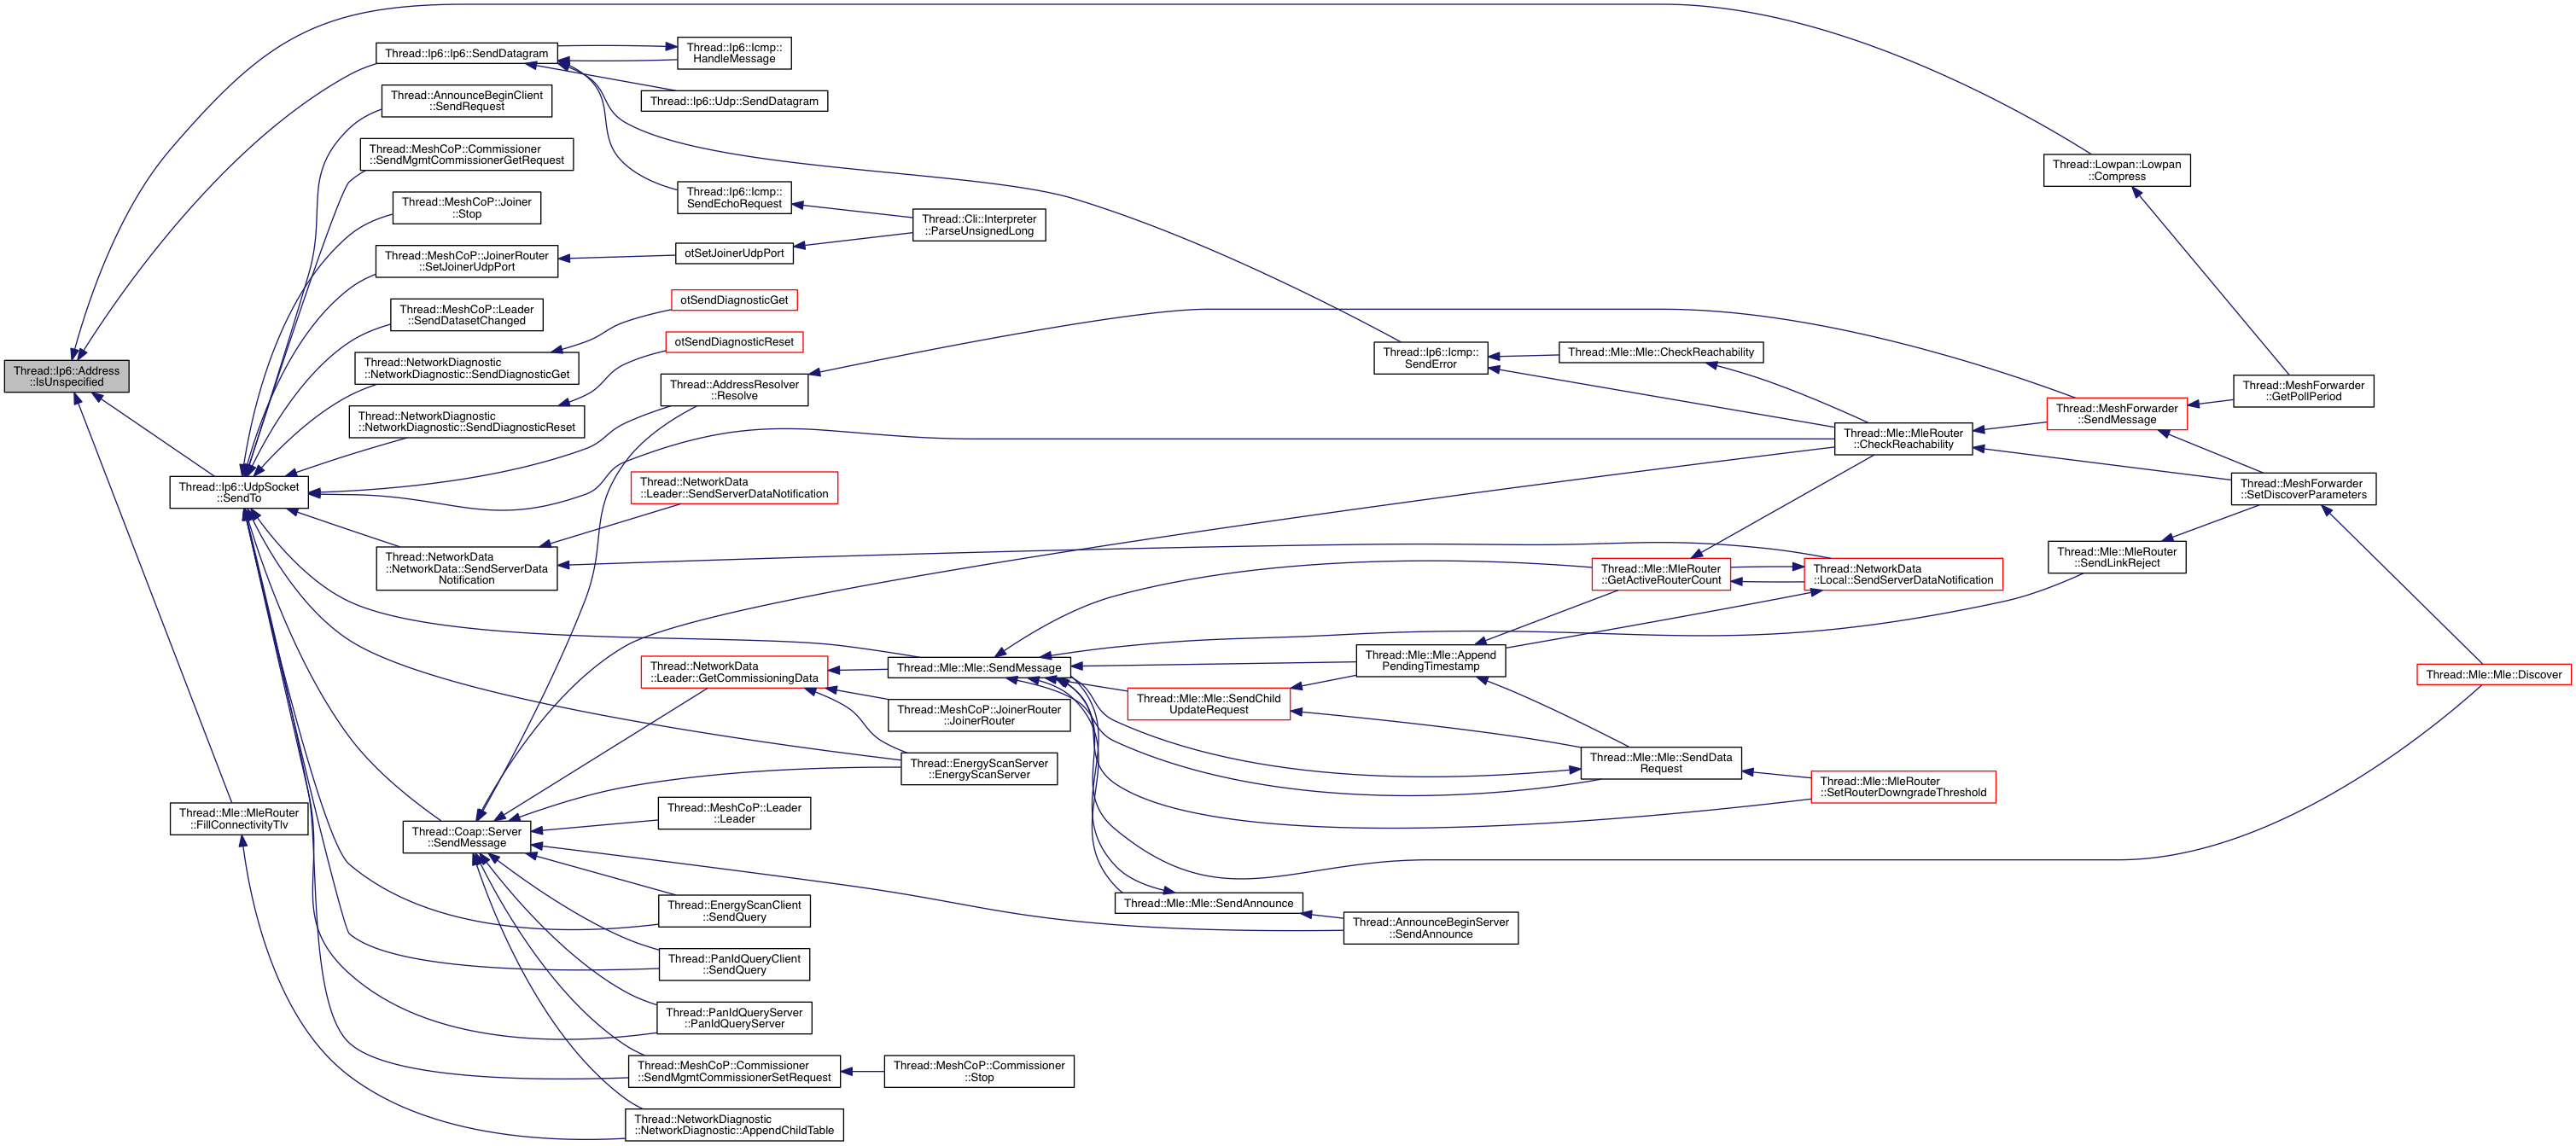 Thread::Ip6::Address
::IsUnspecified
Thread::Ip6::Ip6::SendDatagram
Thread::Ip6::Icmp::
HandleMessage
Thread::Ip6::Udp::SendDatagram
Thread::AnnounceBeginClient
::SendRequest
Thread::MeshCoP::Commissioner
::SendMgmtCommissionerGetRequest
Thread::MeshCoP::Joiner
::Stop
Thread::Ip6::Icmp::
SendEchoRequest
Thread::Cli::Interpreter
::ParseUnsignedLong
Thread::MeshCoP::JoinerRouter
::SetJoinerUdpPort
otSetJoinerUdpPort
Thread::MeshCoP::Leader
::SendDatasetChanged
otSendDiagnosticGet
Thread::NetworkDiagnostic
::NetworkDiagnostic::SendDiagnosticGet
otSendDiagnosticReset
Thread::NetworkDiagnostic
::NetworkDiagnostic::SendDiagnosticReset
Thread::AddressResolver
::Resolve
Thread::Ip6::UdpSocket
::SendTo
Thread::NetworkData
::Leader::SendServerDataNotification
Thread::NetworkData
::NetworkData::SendServerData
Notification
Thread::Lowpan::Lowpan
::Compress
Thread::Ip6::Icmp::
SendError
Thread::Mle::Mle::CheckReachability
Thread::Mle::MleRouter
::CheckReachability
Thread::MeshForwarder
::SendMessage
Thread::MeshForwarder
::GetPollPeriod
Thread::MeshForwarder
::SetDiscoverParameters
Thread::Mle::MleRouter
::SendLinkReject
Thread::Mle::MleRouter
::GetActiveRouterCount
Thread::NetworkData
::Local::SendServerDataNotification
Thread::NetworkData
::Leader::GetCommissioningData
Thread::Mle::Mle::SendMessage
Thread::Mle::Mle::Append
PendingTimestamp
Thread::Mle::Mle::SendChild
UpdateRequest
Thread::Mle::Mle::Discover
Thread::MeshCoP::JoinerRouter
::JoinerRouter
Thread::EnergyScanServer
::EnergyScanServer
Thread::Mle::Mle::SendData
Request
Thread::Mle::MleRouter
::SetRouterDowngradeThreshold
Thread::Mle::MleRouter
::FillConnectivityTlv
Thread::Coap::Server
::SendMessage
Thread::MeshCoP::Leader
::Leader
Thread::EnergyScanClient
::SendQuery
Thread::Mle::Mle::SendAnnounce
Thread::AnnounceBeginServer
::SendAnnounce
Thread::PanIdQueryClient
::SendQuery
Thread::PanIdQueryServer
::PanIdQueryServer
Thread::MeshCoP::Commissioner
::SendMgmtCommissionerSetRequest
Thread::MeshCoP::Commissioner
::Stop
Thread::NetworkDiagnostic
::NetworkDiagnostic::AppendChildTable